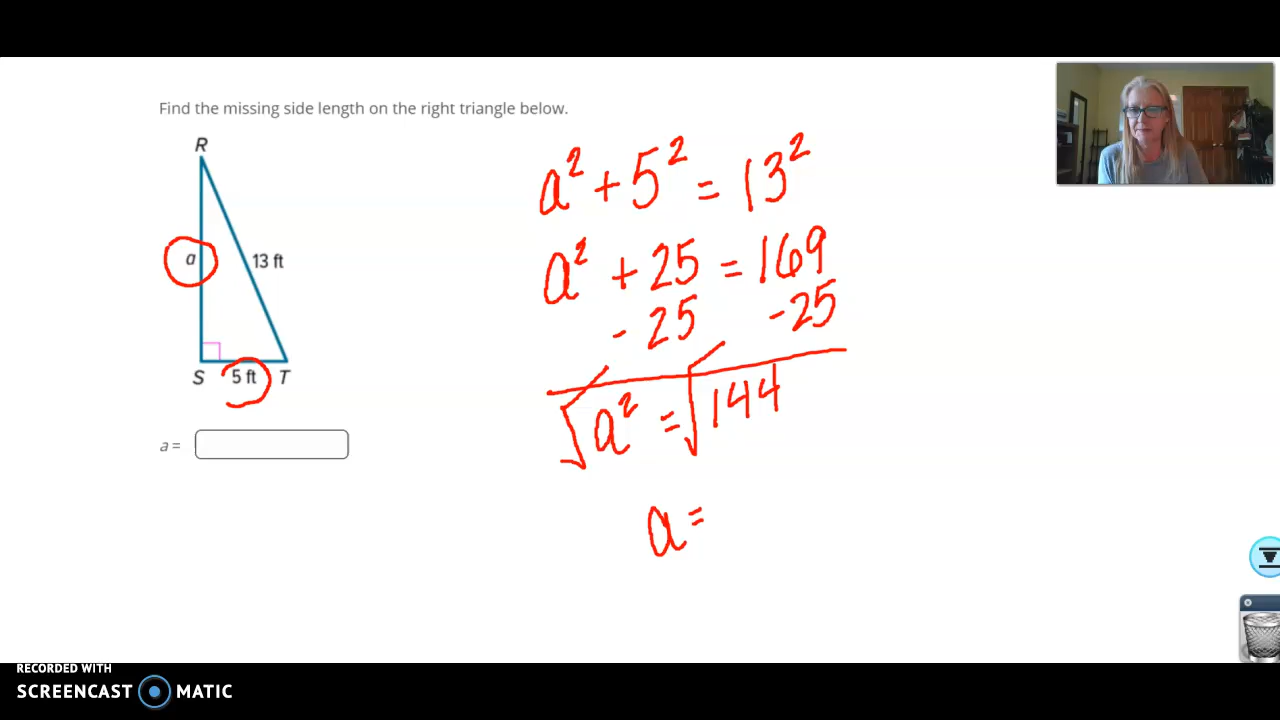 Find the missing side length on the right triangle below.
R
a
13 ft
S 5 ft T
a =
a² + 5² = 13²
a² + 25 = 169
- 25 - 25
√a² = √144
a =
RECORDED WITH
SCREENCAST MATIC